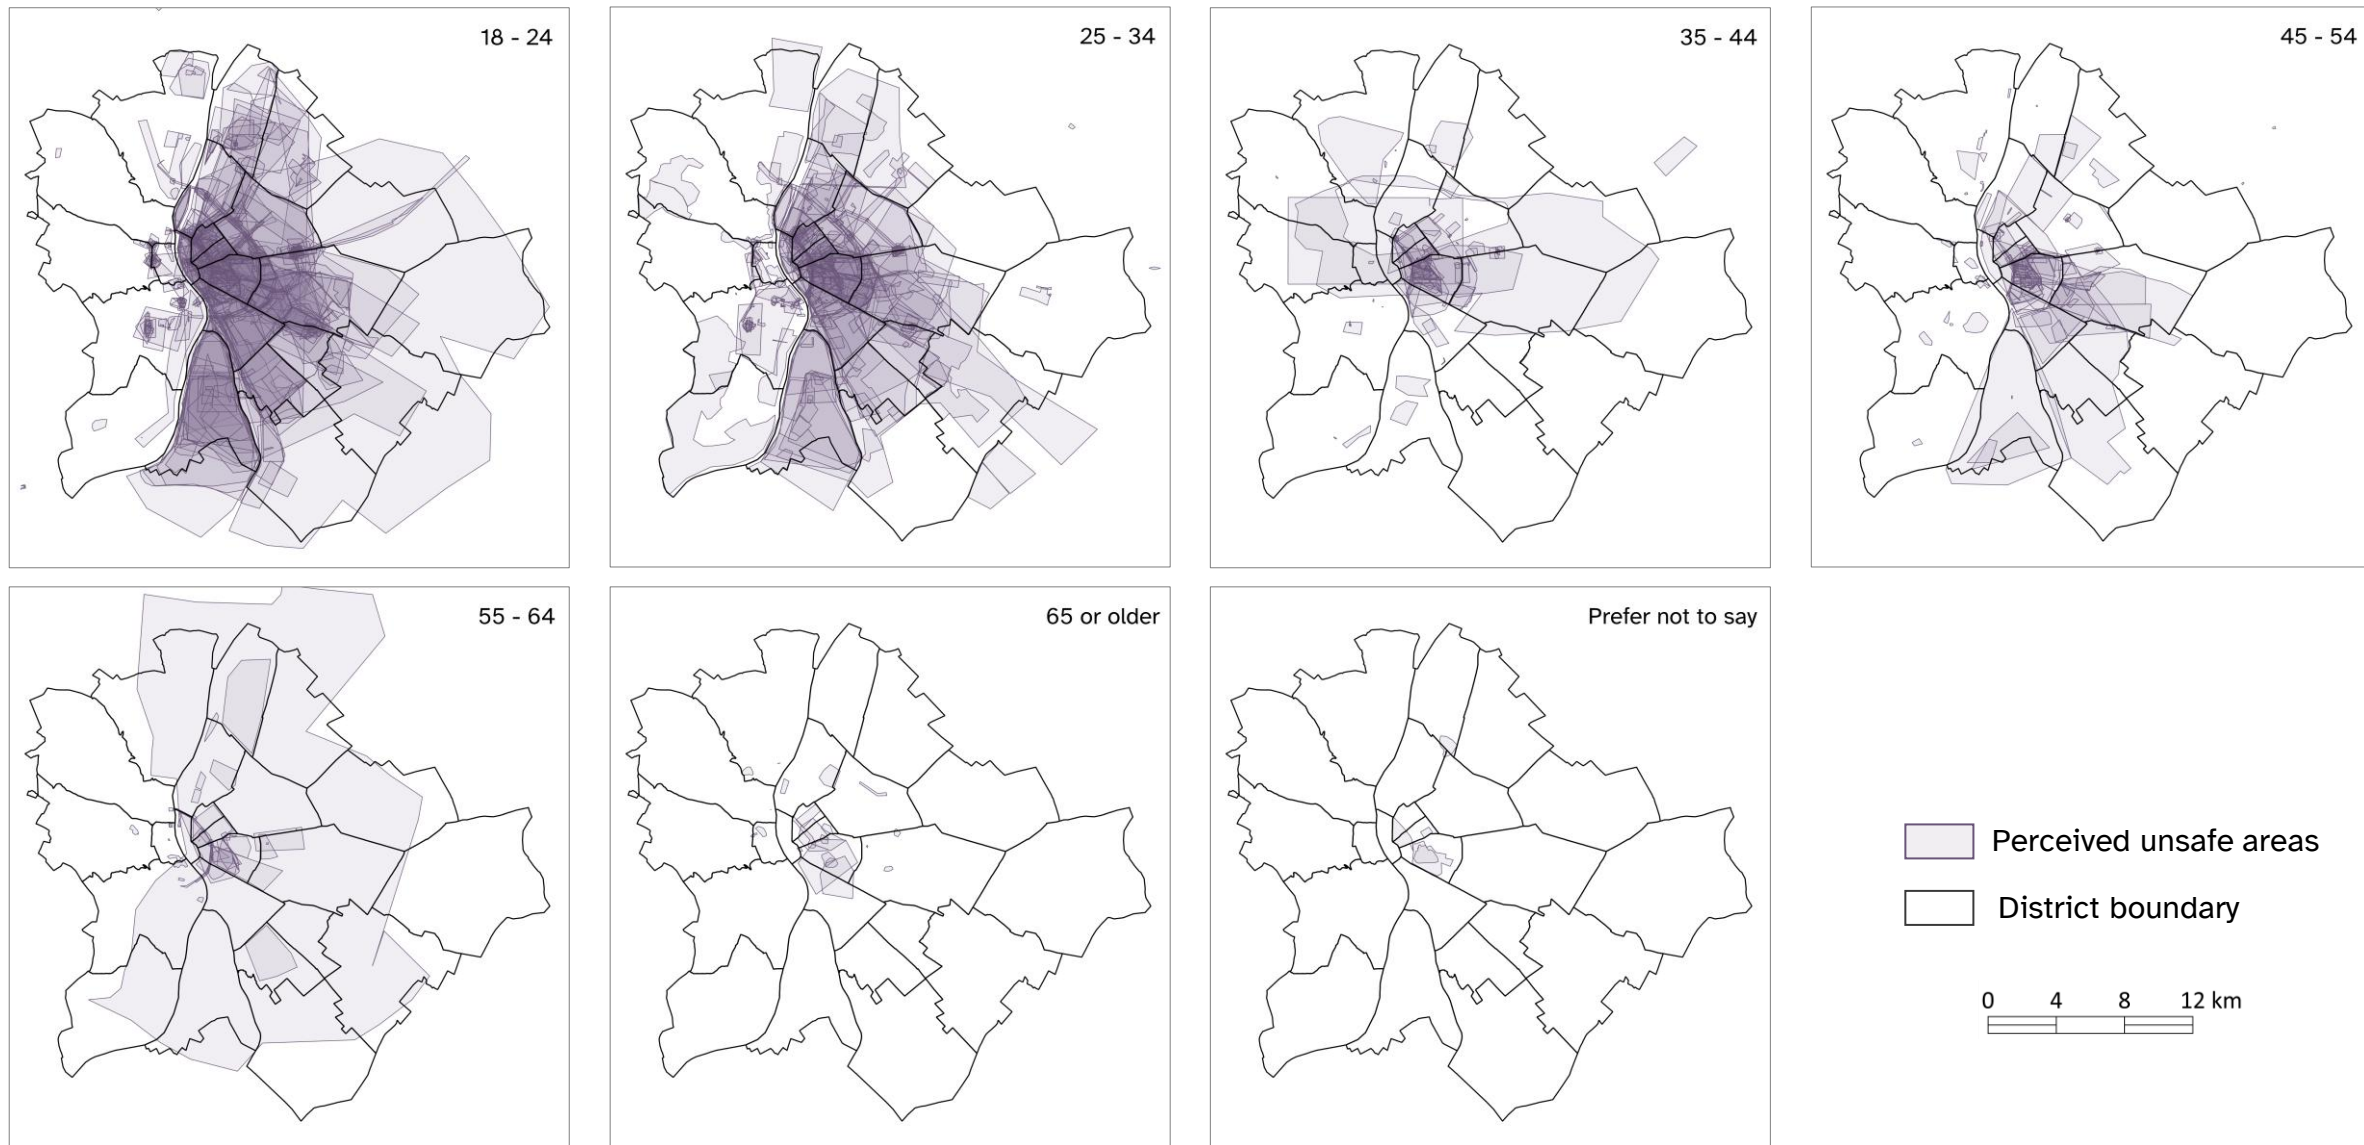 18 - 24
25 - 34
35 - 44
45 - 54
55 - 64
65 or older
Prefer not to say
Perceived unsafe areas
District boundary
0 4 8 12 km